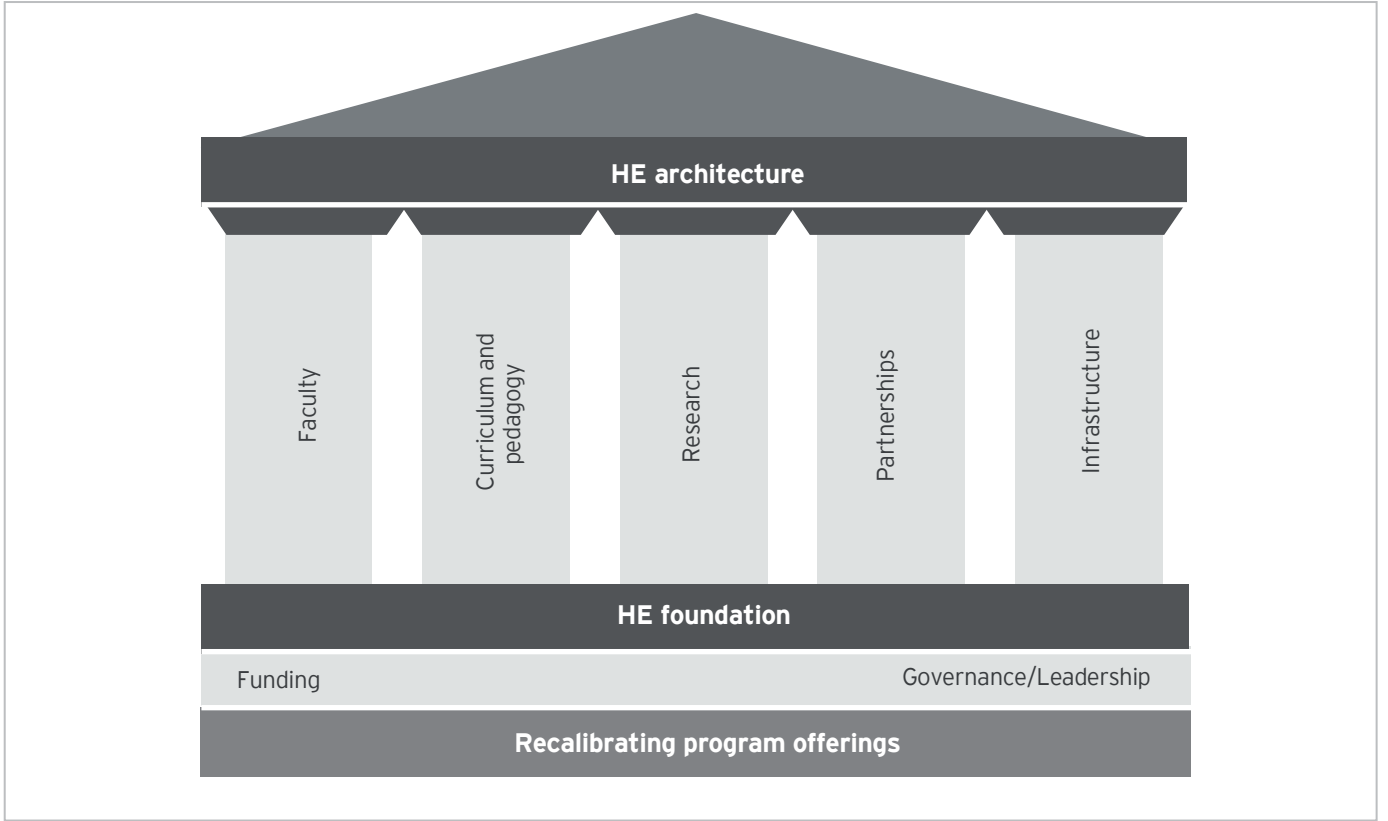 HE architecture
Faculty
Curriculum and
pedagogy
Research
Partnerships
Infrastructure
HE foundation
Funding
Governance/Leadership
Recalibrating program offerings